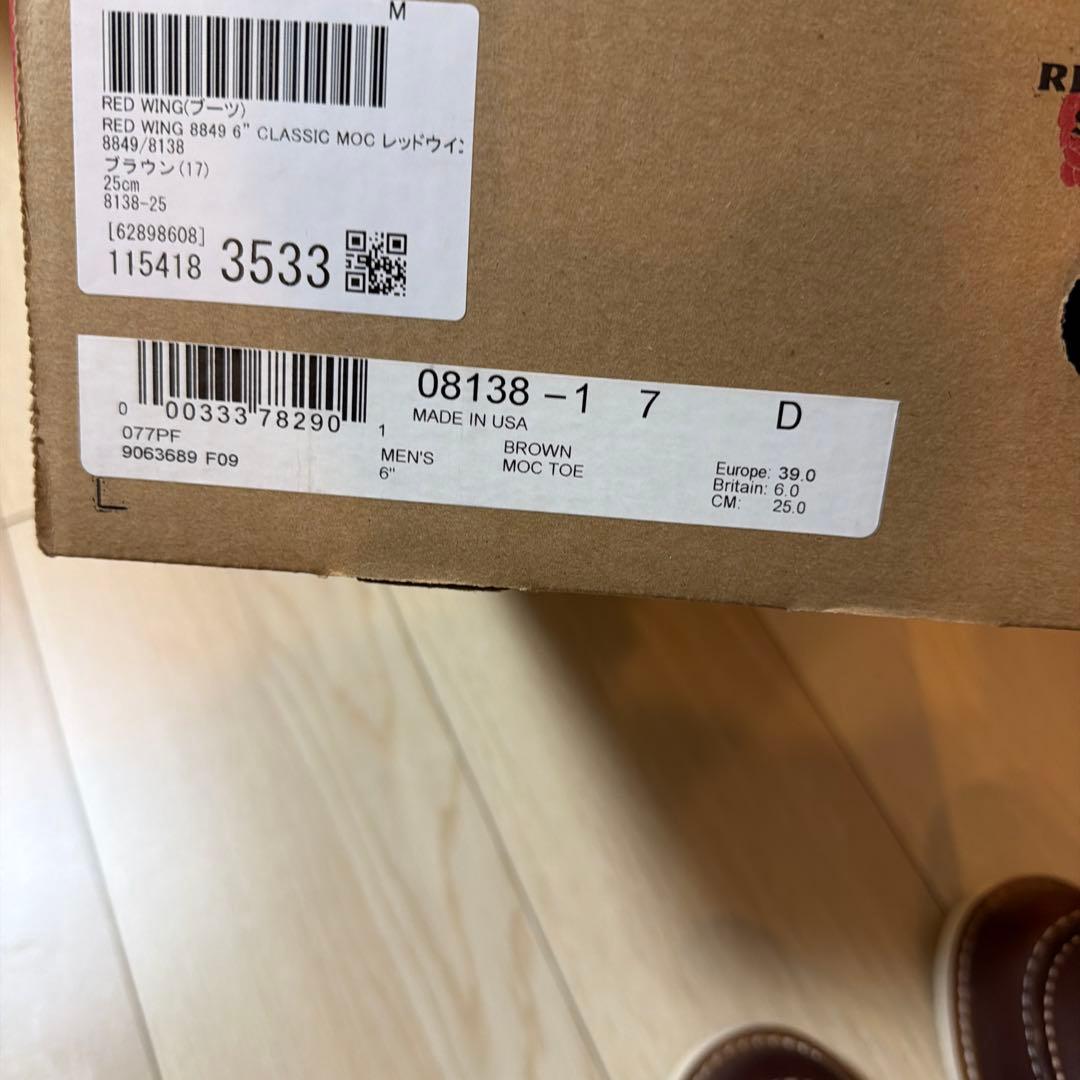 M
RED WING(ブーツ)
RED WING 8849 6" CLASSIC MOC レッドウイ
8849/8138
ブラウン(17)
25cm
8138-25
[62898608]
115418 3533
08138-1 7 D
MADE IN USA
0 00333 78290 1
077PF
9063689 F09
MEN'S
6"
BROWN
MOC TOE
Europe: 39.0
Britain: 6.0
CM: 25.0